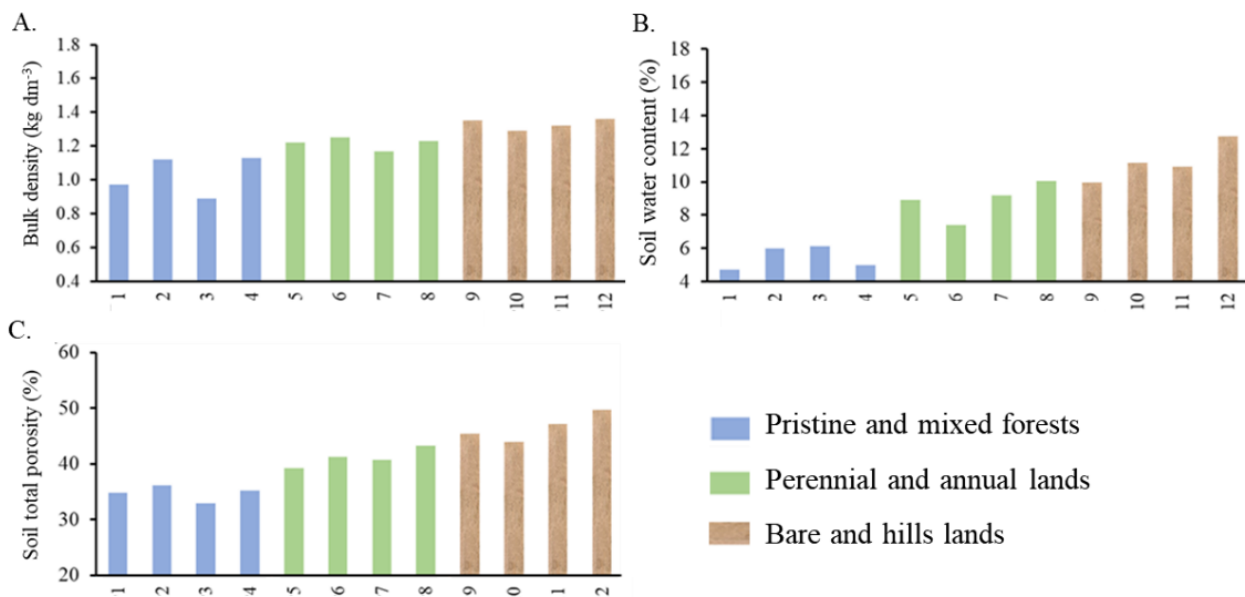 A.
Bulk density (kg dm⁻³)
1.8
1.6
1.4
1.2
1.0
0.8
0.6
0.4
1 2 3 4 5 6 7 8 9 10 11 12
B.
Soil water content (%)
18
16
14
12
10
8
6
4
1 2 3 4 5 6 7 8 9 10 11 12
C.
Soil total porosity (%)
60
50
40
30
20
1 2 3 4 5 6 7 8 9 0 1 2
Pristine and mixed forests
Perennial and annual lands
Bare and hills lands